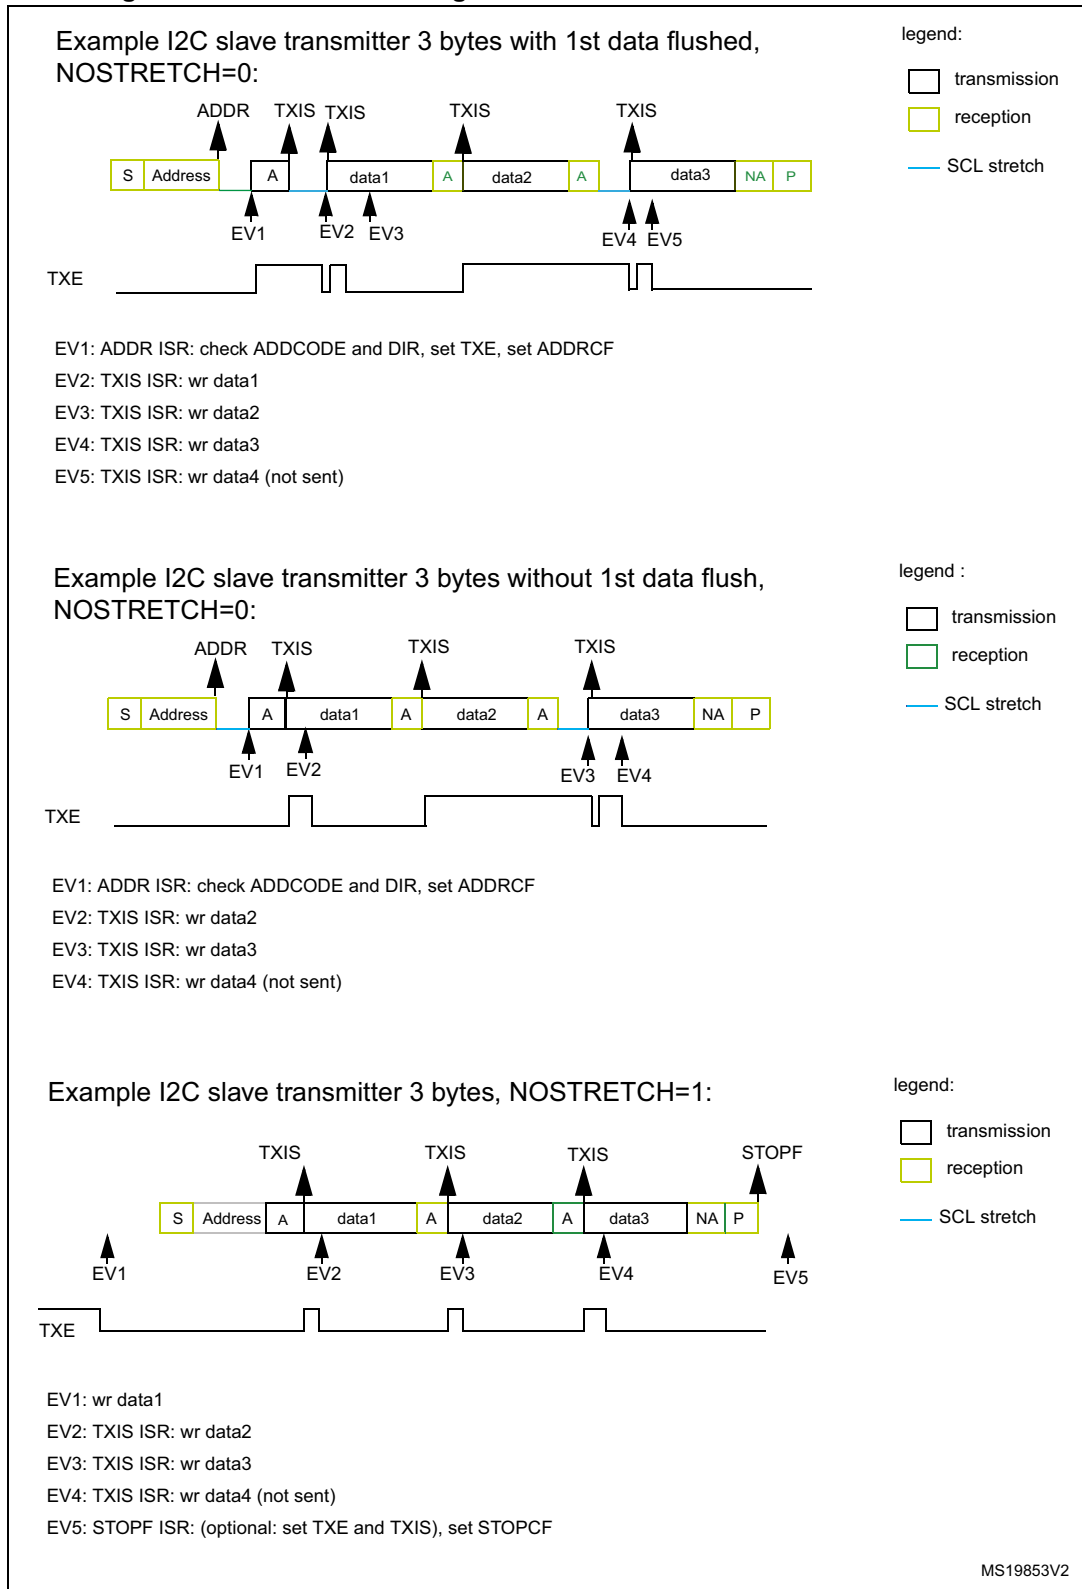 Example I2C slave transmitter 3 bytes with 1st data flushed,
NOSTRETCH=0:
legend:
transmission
reception
SCL stretch
ADDR TXIS TXIS TXIS TXIS
S Address A data1 A data2 A data3 NA P
EV1 EV2 EV3 EV4 EV5
TXE
EV1: ADDR ISR: check ADDCODE and DIR, set TXE, set ADDRCF
EV2: TXIS ISR: wr data1
EV3: TXIS ISR: wr data2
EV4: TXIS ISR: wr data3
EV5: TXIS ISR: wr data4 (not sent)
Example I2C slave transmitter 3 bytes without 1st data flush,
NOSTRETCH=0:
legend :
transmission
reception
SCL stretch
ADDR TXIS TXIS TXIS
S Address A data1 A data2 A data3 NA P
EV1 EV2 EV3 EV4
TXE
EV1: ADDR ISR: check ADDCODE and DIR, set ADDRCF
EV2: TXIS ISR: wr data2
EV3: TXIS ISR: wr data3
EV4: TXIS ISR: wr data4 (not sent)
Example I2C slave transmitter 3 bytes, NOSTRETCH=1:
legend:
transmission
reception
SCL stretch
TXIS TXIS TXIS STOPF
S Address A data1 A data2 A data3 NA P
EV1 EV2 EV3 EV4 EV5
TXE
EV1: wr data1
EV2: TXIS ISR: wr data2
EV3: TXIS ISR: wr data3
EV4: TXIS ISR: wr data4 (not sent)
EV5: STOPF ISR: (optional: set TXE and TXIS), set STOPCF
MS19853V2